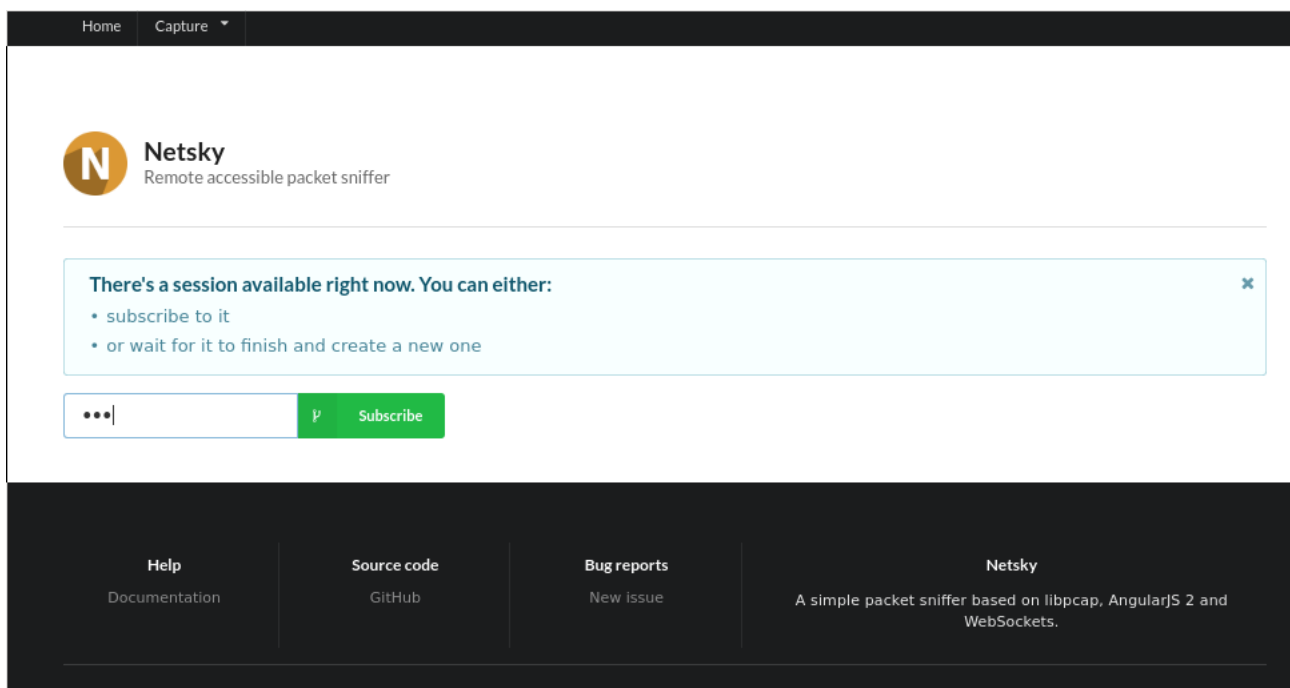 Home Capture
N
Netsky
Remote accessible packet sniffer
There's a session available right now. You can either:
• subscribe to it
• or wait for it to finish and create a new one
•••
Subscribe
Help
Documentation
Source code
GitHub
Bug reports
New issue
Netsky
A simple packet sniffer based on libpcap, AngularJS 2 and
WebSockets.